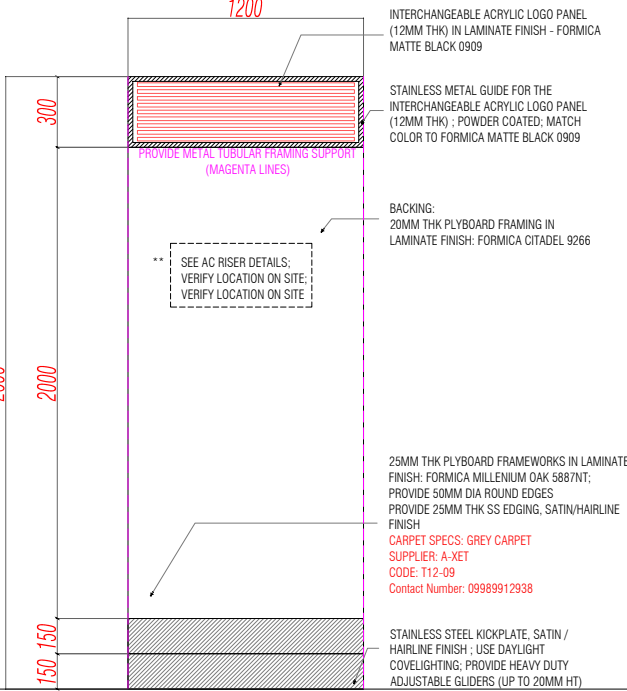 1200
INTERCHANGEABLE ACRYLIC LOGO PANEL
(12MM THK) IN LAMINATE FINISH - FORMICA
MATTE BLACK 0909
300
STAINLESS METAL GUIDE FOR THE
INTERCHANGEABLE ACRYLIC LOGO PANEL
(12MM THK) ; POWDER COATED; MATCH
COLOR TO FORMICA MATTE BLACK 0909
PROVIDE METAL TUBULAR FRAMING SUPPORT
(MAGENTA LINES)
BACKING:
20MM THK PLYBOARD FRAMING IN
LAMINATE FINISH: FORMICA CITADEL 9266
** SEE AC RISER DETAILS;
VERIFY LOCATION ON SITE;
VERIFY LOCATION ON SITE
2000
25MM THK PLYBOARD FRAMEWORKS IN LAMINATE
FINISH: FORMICA MILLENIUM OAK 5887NT;
PROVIDE 50MM DIA ROUND EDGES
PROVIDE 25MM THK SS EDGING, SATIN/HAIRLINE
FINISH
CARPET SPECS: GREY CARPET
SUPPLIER: A-XET
CODE: T12-09
Contact Number: 09989912938
150
150
STAINLESS STEEL KICKPLATE, SATIN /
HAIRLINE FINISH ; USE DAYLIGHT
COVELIGHTING; PROVIDE HEAVY DUTY
ADJUSTABLE GLIDERS (UP TO 20MM HT)